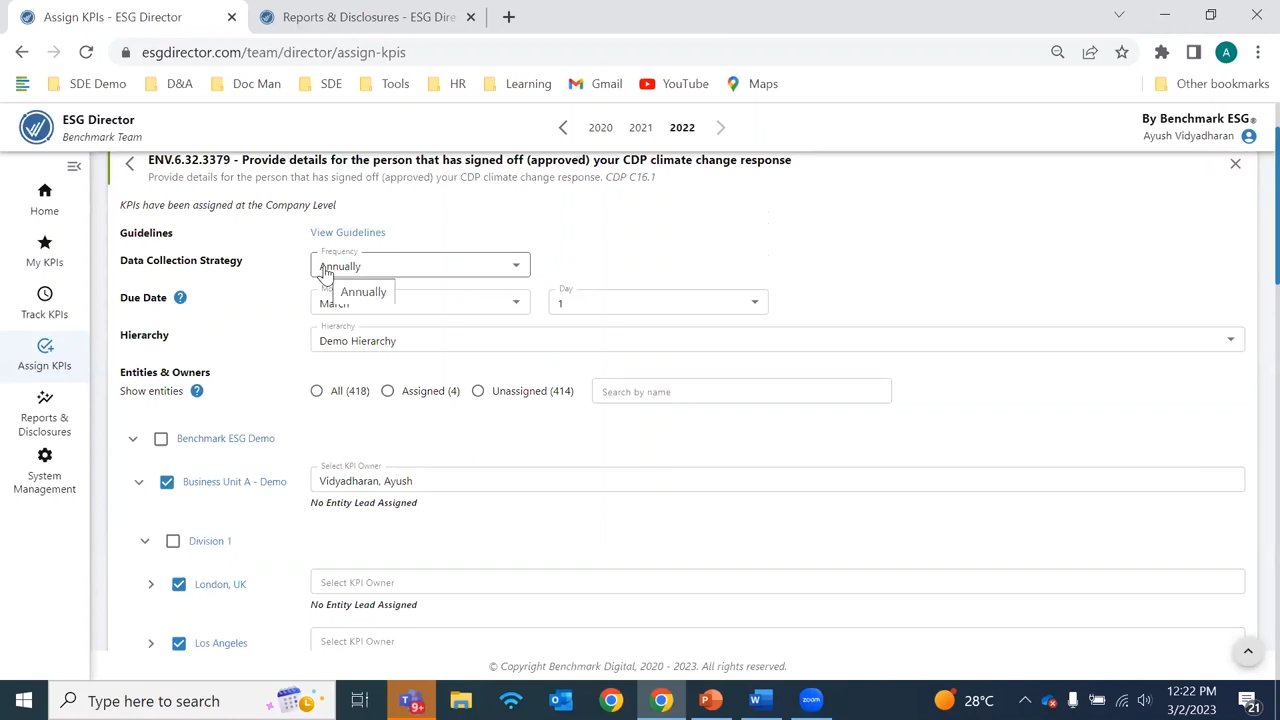 Assign KPIs - ESG Director
Reports & Disclosures - ESG Dire
esgdirector.com/team/director/assign-kpis
A
SDE Demo
D&A
Doc Man
SDE
Tools
HR
Learning
Gmail
YouTube
Maps
Other bookmarks
ESG Director
Benchmark Team
2020
2021
2022
By Benchmark ESG®
Ayush Vidyadharan
Home
My KPIs
Track KPIs
Assign KPIs
Reports &
Disclosures
System
Management
ENV.6.32.3379 - Provide details for the person that has signed off (approved) your CDP climate change response
Provide details for the person that has signed off (approved) your CDP climate change response. CDP C16.1
KPIs have been assigned at the Company Level
Guidelines
View Guidelines
Data Collection Strategy
Frequency
Annually
Annually
Due Date ?
March
Day
1
Hierarchy
Hierarchy
Demo Hierarchy
Entities & Owners
Show entities ?
All (418)
Assigned (4)
Unassigned (414)
Search by name
Benchmark ESG Demo
Business Unit A - Demo
Select KPI Owner
Vidyadharan, Ayush
No Entity Lead Assigned
Division 1
London, UK
Select KPI Owner
No Entity Lead Assigned
Los Angeles
Select KPI Owner
© Copyright Benchmark Digital, 2020 - 2023. All rights reserved.
Type here to search
9+
zoom
28°C
12:22 PM
3/2/2023
21